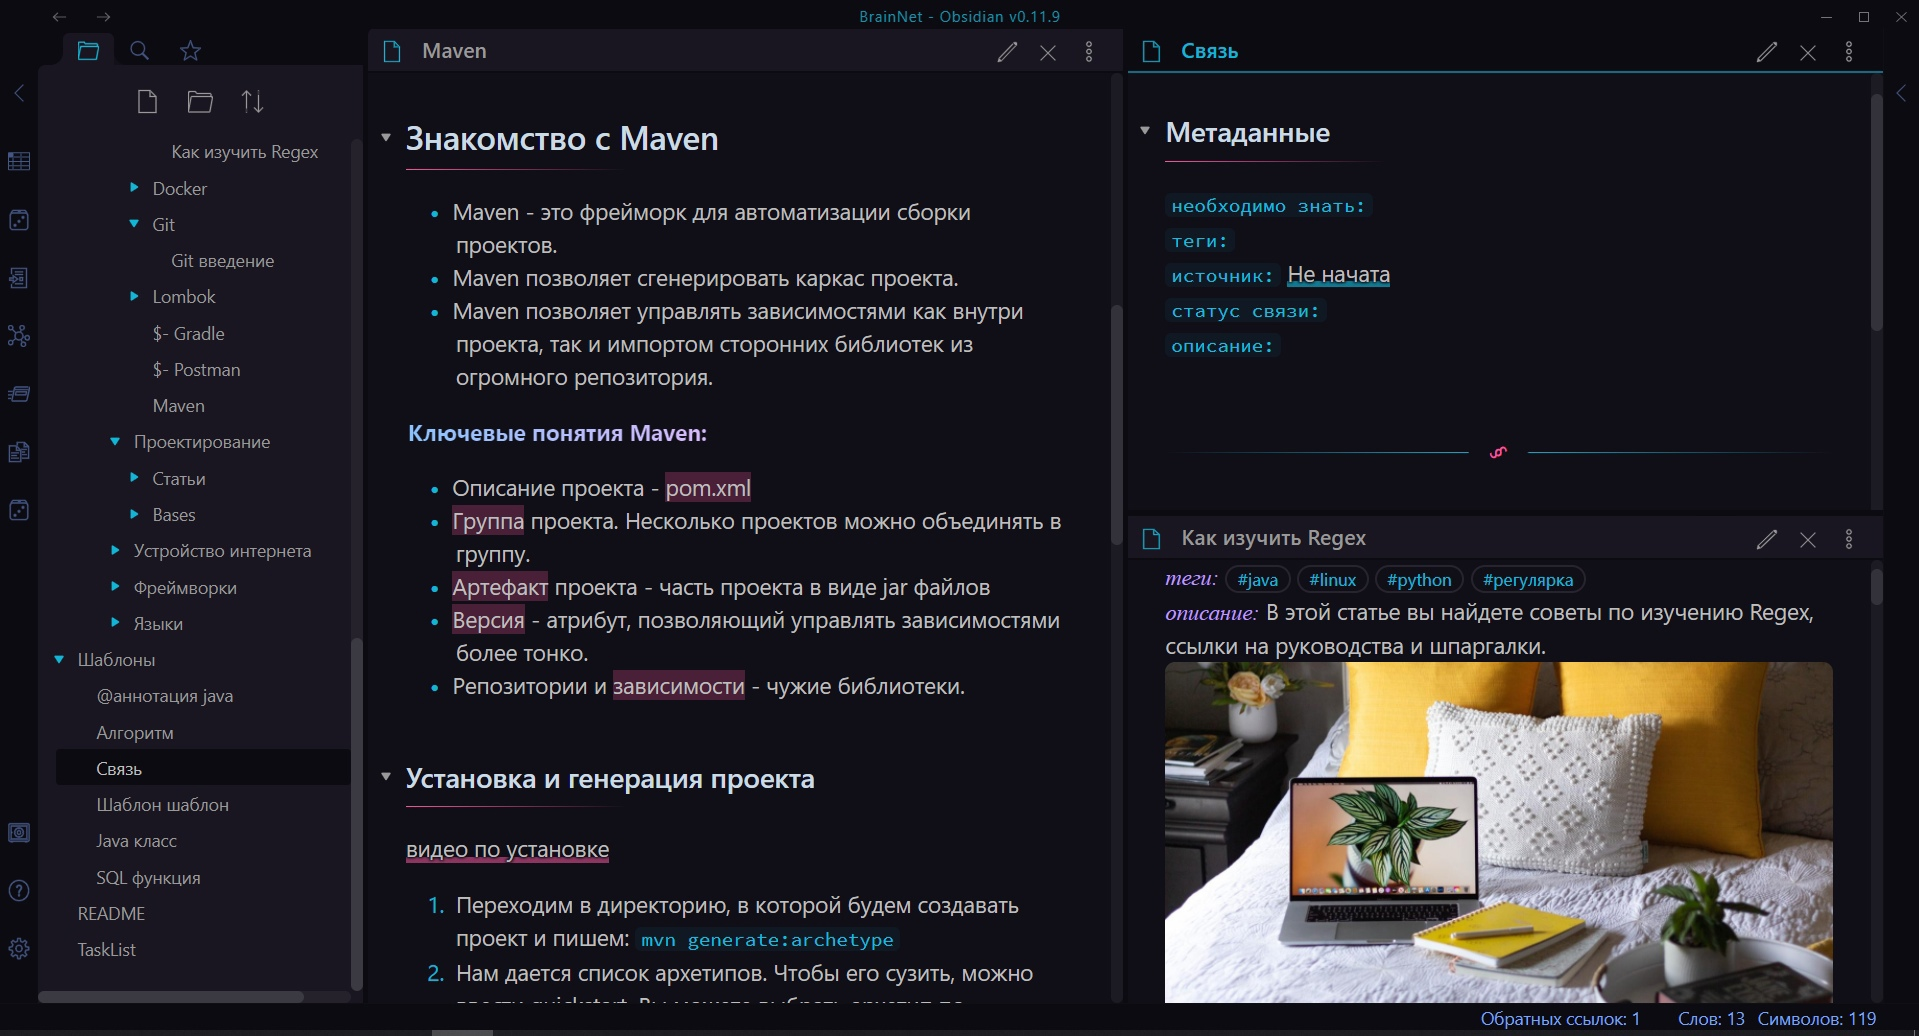 BrainNet - Obsidian v0.11.9
Как изучить Regex
Docker
Git
Git введение
Lombok
$- Gradle
$- Postman
Maven
Проектирование
Статьи
Bases
Устройство интернета
Фреймворки
Языки
Шаблоны
@аннотация java
Алгоритм
Связь
Шаблон шаблон
Java класс
SQL функция
README
TaskList
Maven
Знакомство с Maven
Maven - это фрейморк для автоматизации сборки
проектов.
Maven позволяет сгенерировать каркас проекта.
Maven позволяет управлять зависимостями как внутри
проекта, так и импортом сторонних библиотек из
огромного репозитория.
Ключевые понятия Maven:
Описание проекта - pom.xml
Группа проекта. Несколько проектов можно объединять в
группу.
Артефакт проекта - часть проекта в виде jar файлов
Версия - атрибут, позволяющий управлять зависимостями
более тонко.
Репозитории и зависимости - чужие библиотеки.
Установка и генерация проекта
видео по установке
1. Переходим в директорию, в которой будем создавать
проект и пишем: mvn generate:archetype
2. Нам дается список архетипов. Чтобы его сузить, можно
Связь
Метаданные
необходимо знать:
теги:
источник: Не начата
статус связи:
описание:
Как изучить Regex
теги: #java #linux #python #регулярка
описание: В этой статье вы найдете советы по изучению Regex,
ссылки на руководства и шпаргалки.
Обратных ссылок: 1 Слов: 13 Символов: 119